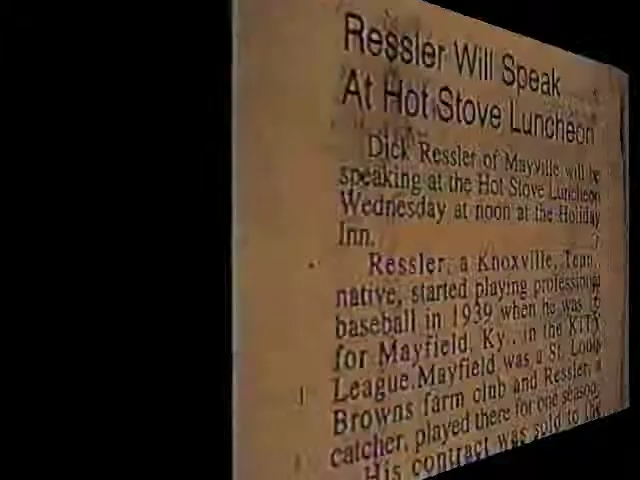 Ressler Will Speak
At Hot Stove Luncheon
Dick Ressler of Mayville will be
speaking at the Hot Stove Luncheon
Wednesday at noon at the Holiday
Inn.
Ressler, a Knoxville, Tenn.
native, started playing professional
baseball in 1939 when he was
for Mayfield, Ky., in the KITTY
League. Mayfield was a St. Louis
Browns farm club and Ressler, a
catcher, played there for one season.
His contract was sold to the